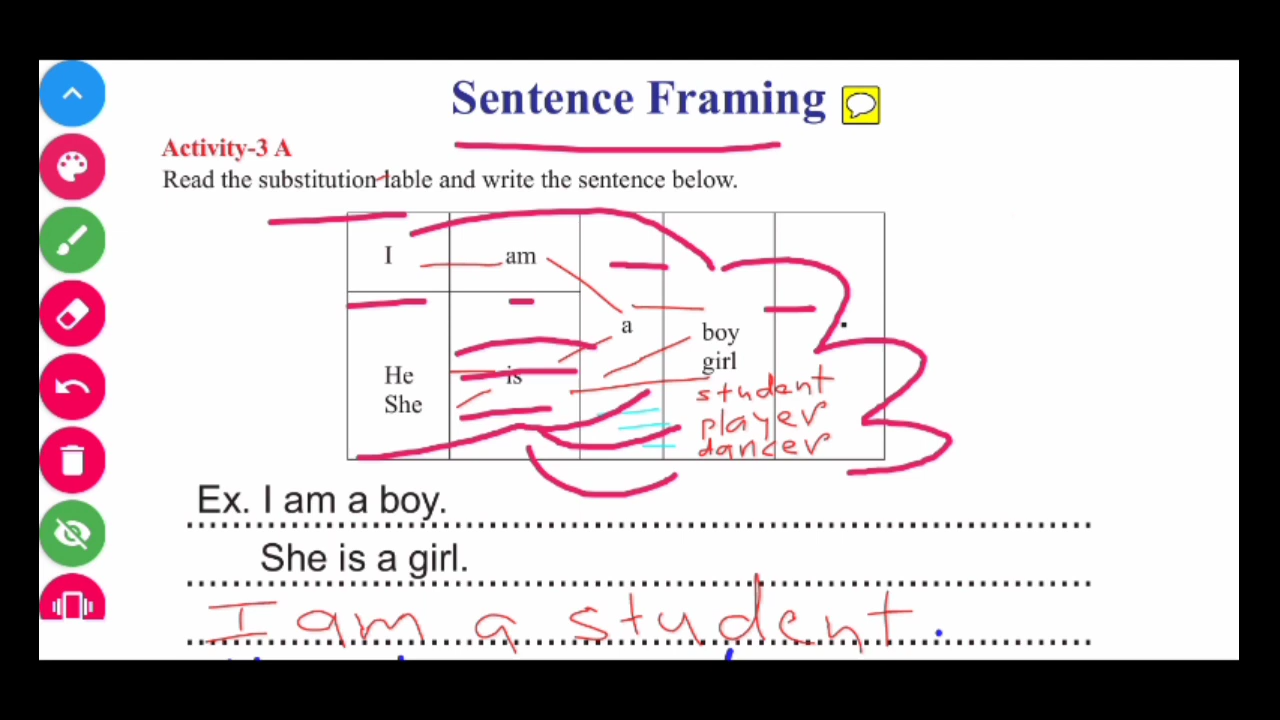 Sentence Framing
Activity-3 A
Read the substitution lable and write the sentence below.
I am
a
boy
girl
He is
She
student
player
dancer
Ex. I am a boy.
She is a girl.
I am a student.